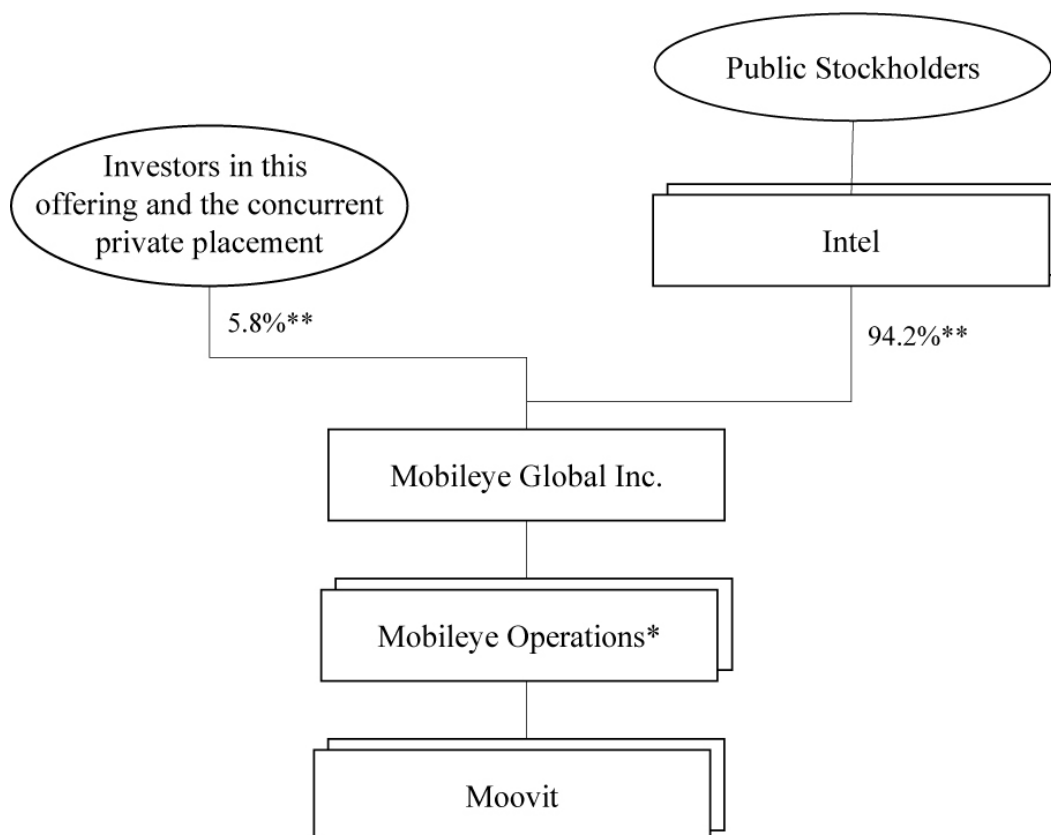 Public Stockholders
Investors in this
offering and the concurrent
private placement
Intel
5.8%**
94.2%**
Mobileye Global Inc.
Mobileye Operations*
Moovit